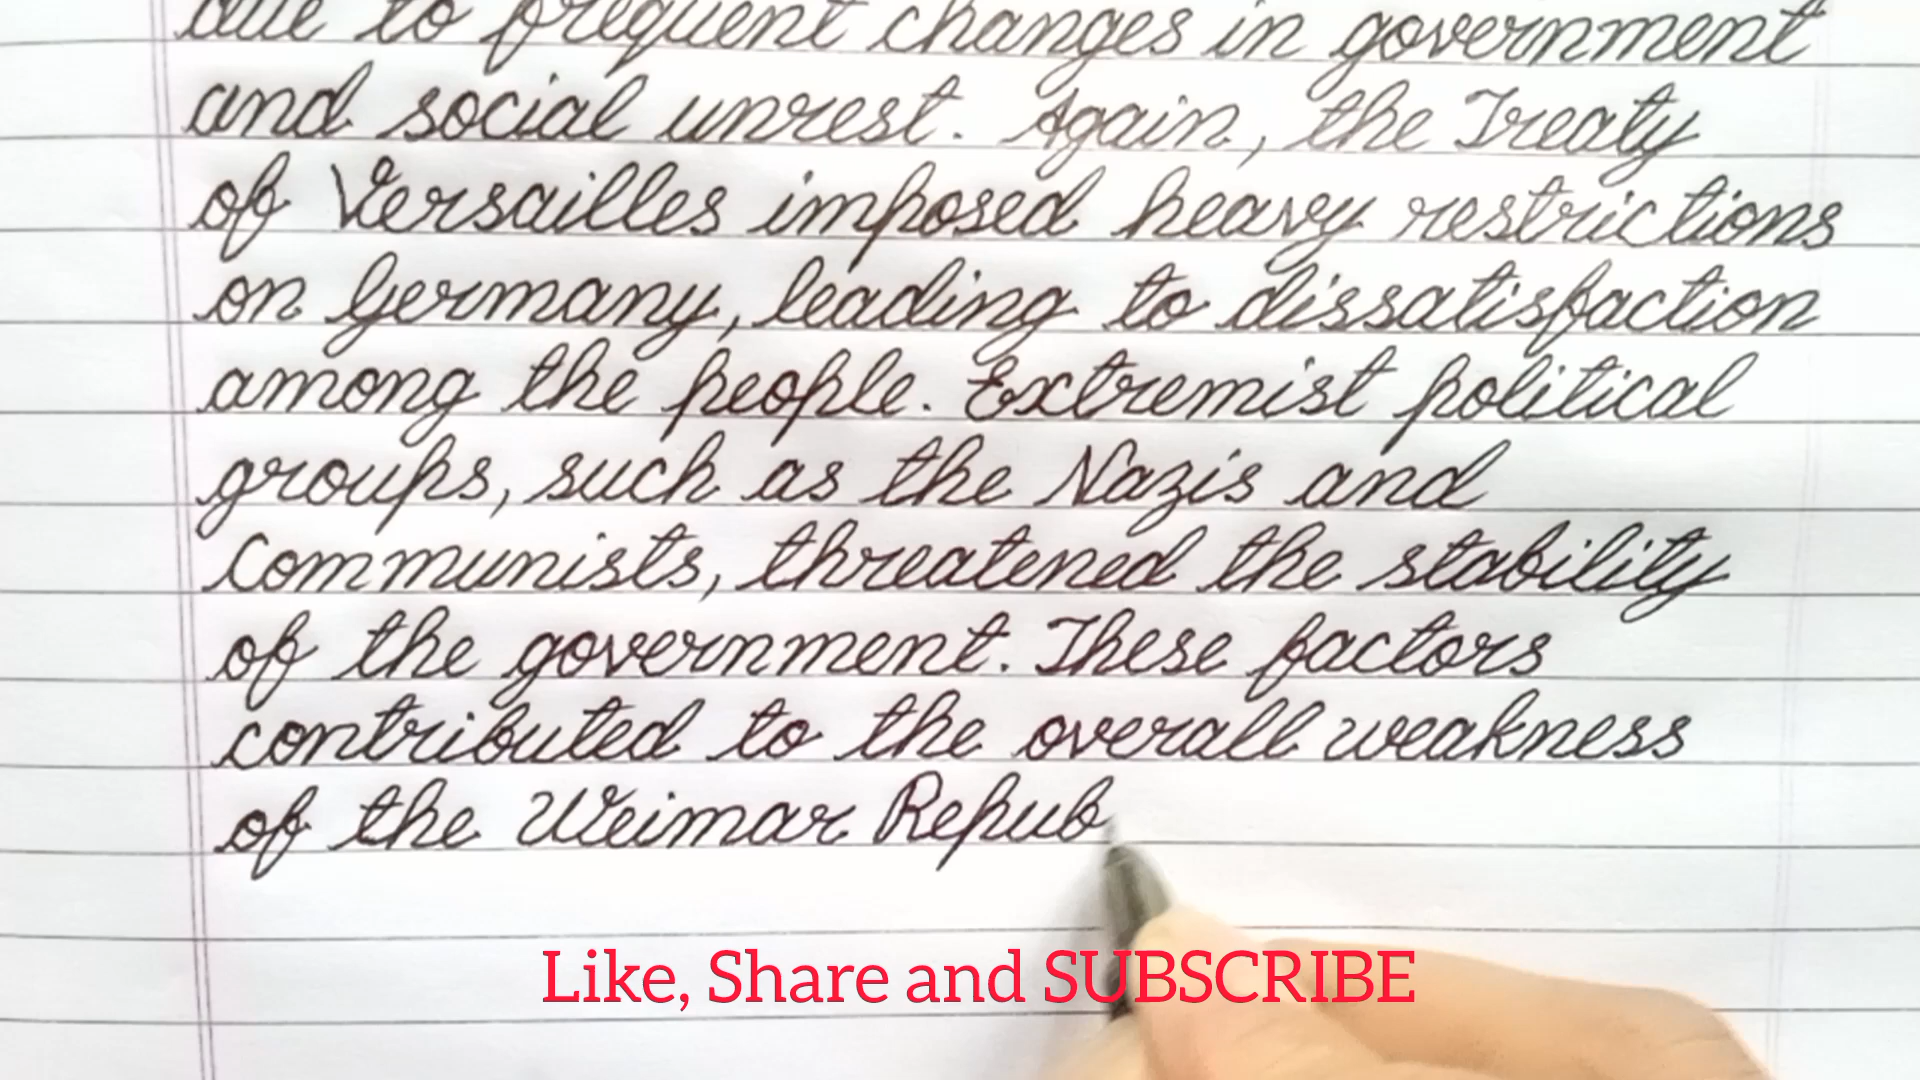 due to frequent changes in government
and social unrest. Again, the Treaty
of Versailles imposed heavy restrictions
on Germany, leading to dissatisfaction
among the people. Extremist political
groups, such as the Nazis and
Communists, threatened the stability
of the government. These factors
contributed to the overall weakness
of the Weimar Repub
Like, Share and SUBSCRIBE